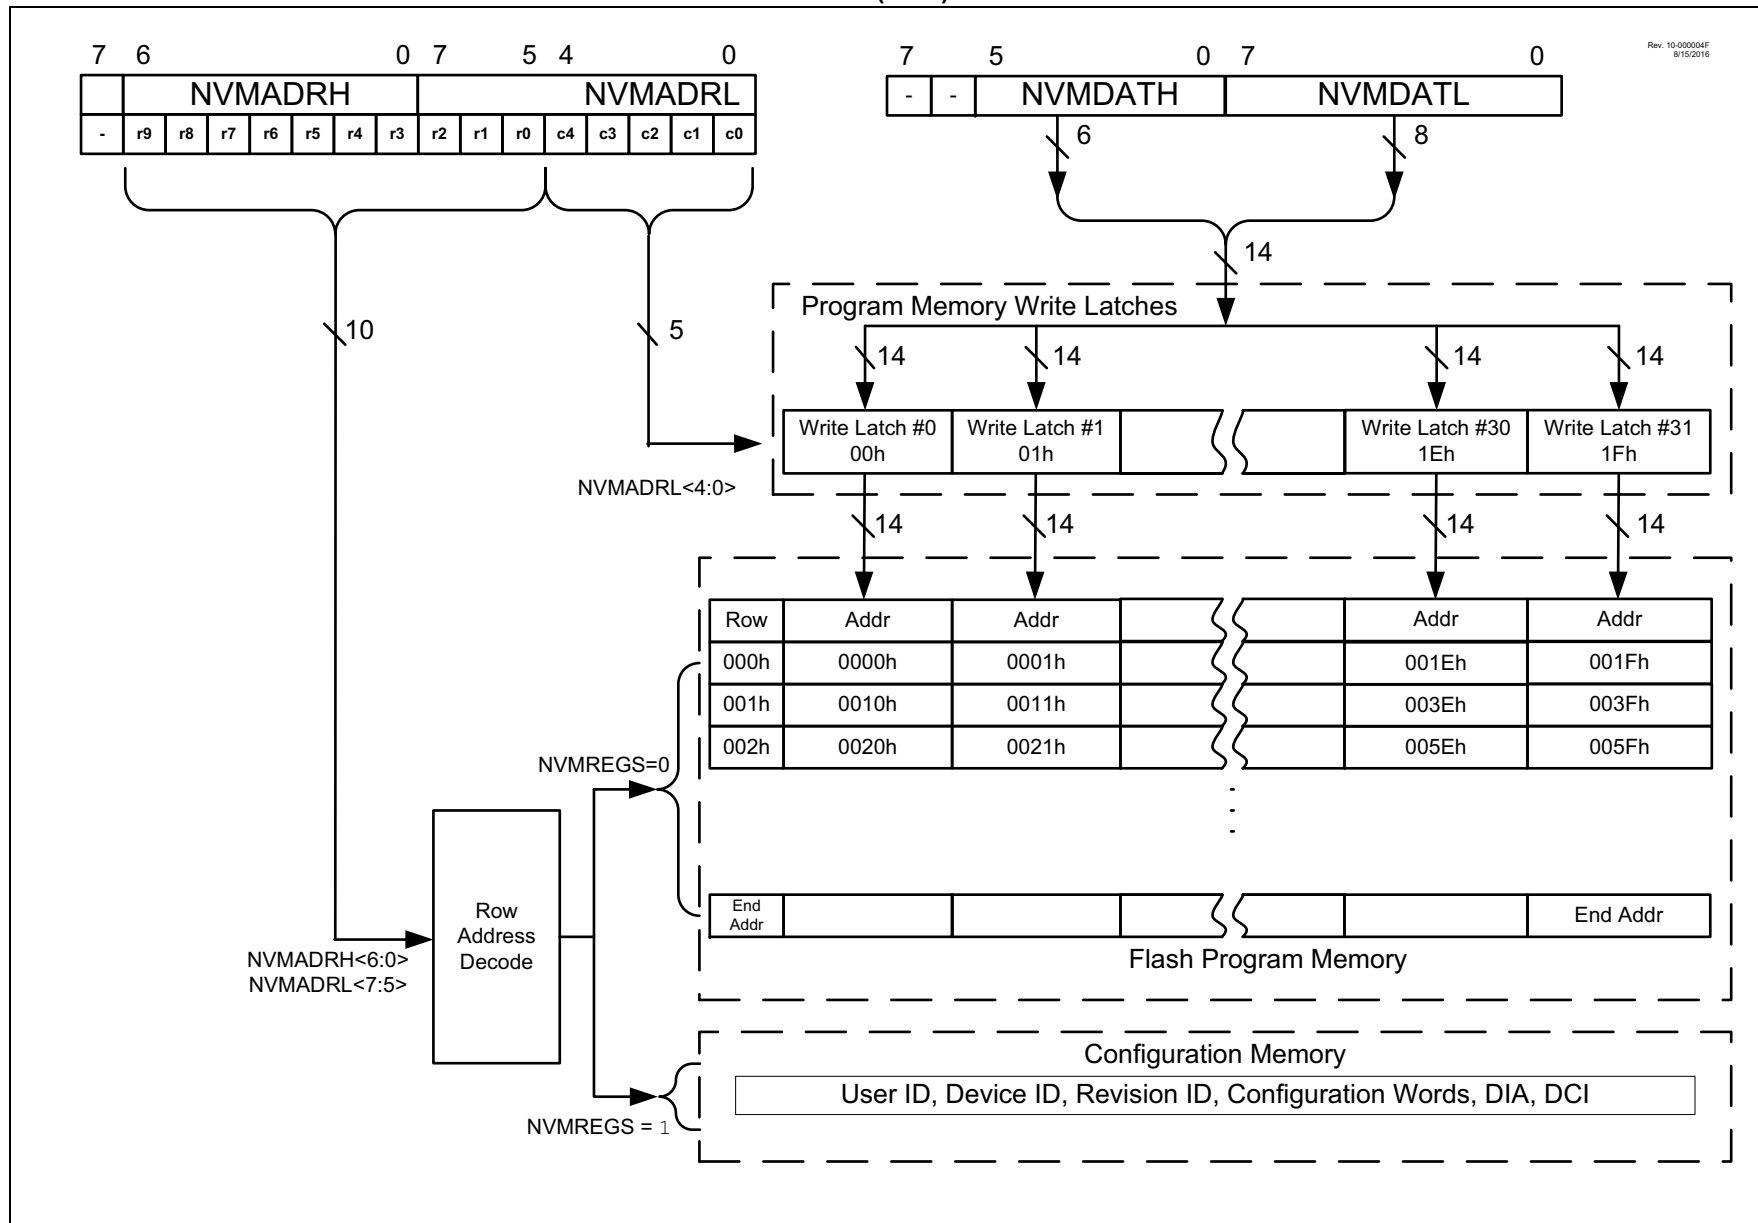 7 6 0 7 5 4 0
7 5 0 7 0
Rev. 10-000004F
8/15/2016
NVMADRH NVMADRL
- r9 r8 r7 r6 r5 r4 r3 r2 r1 r0 c4 c3 c2 c1 c0
- - NVMDATH NVMDATL
6 8
14
10 5
Program Memory Write Latches
14 14 14 14
Write Latch #0 Write Latch #1 Write Latch #30 Write Latch #31
00h 01h 1Eh 1Fh
NVMADRL<4:0>
14 14 14 14
Row Addr Addr Addr Addr
000h 0000h 0001h 001Eh 001Fh
001h 0010h 0011h 003Eh 003Fh
002h 0020h 0021h 005Eh 005Fh
NVMREGS=0
End
Addr
End Addr
Row
Address
Decode
NVMADRH<6:0>
NVMADRL<7:5>
Flash Program Memory
Configuration Memory
User ID, Device ID, Revision ID, Configuration Words, DIA, DCI
NVMREGS = 1